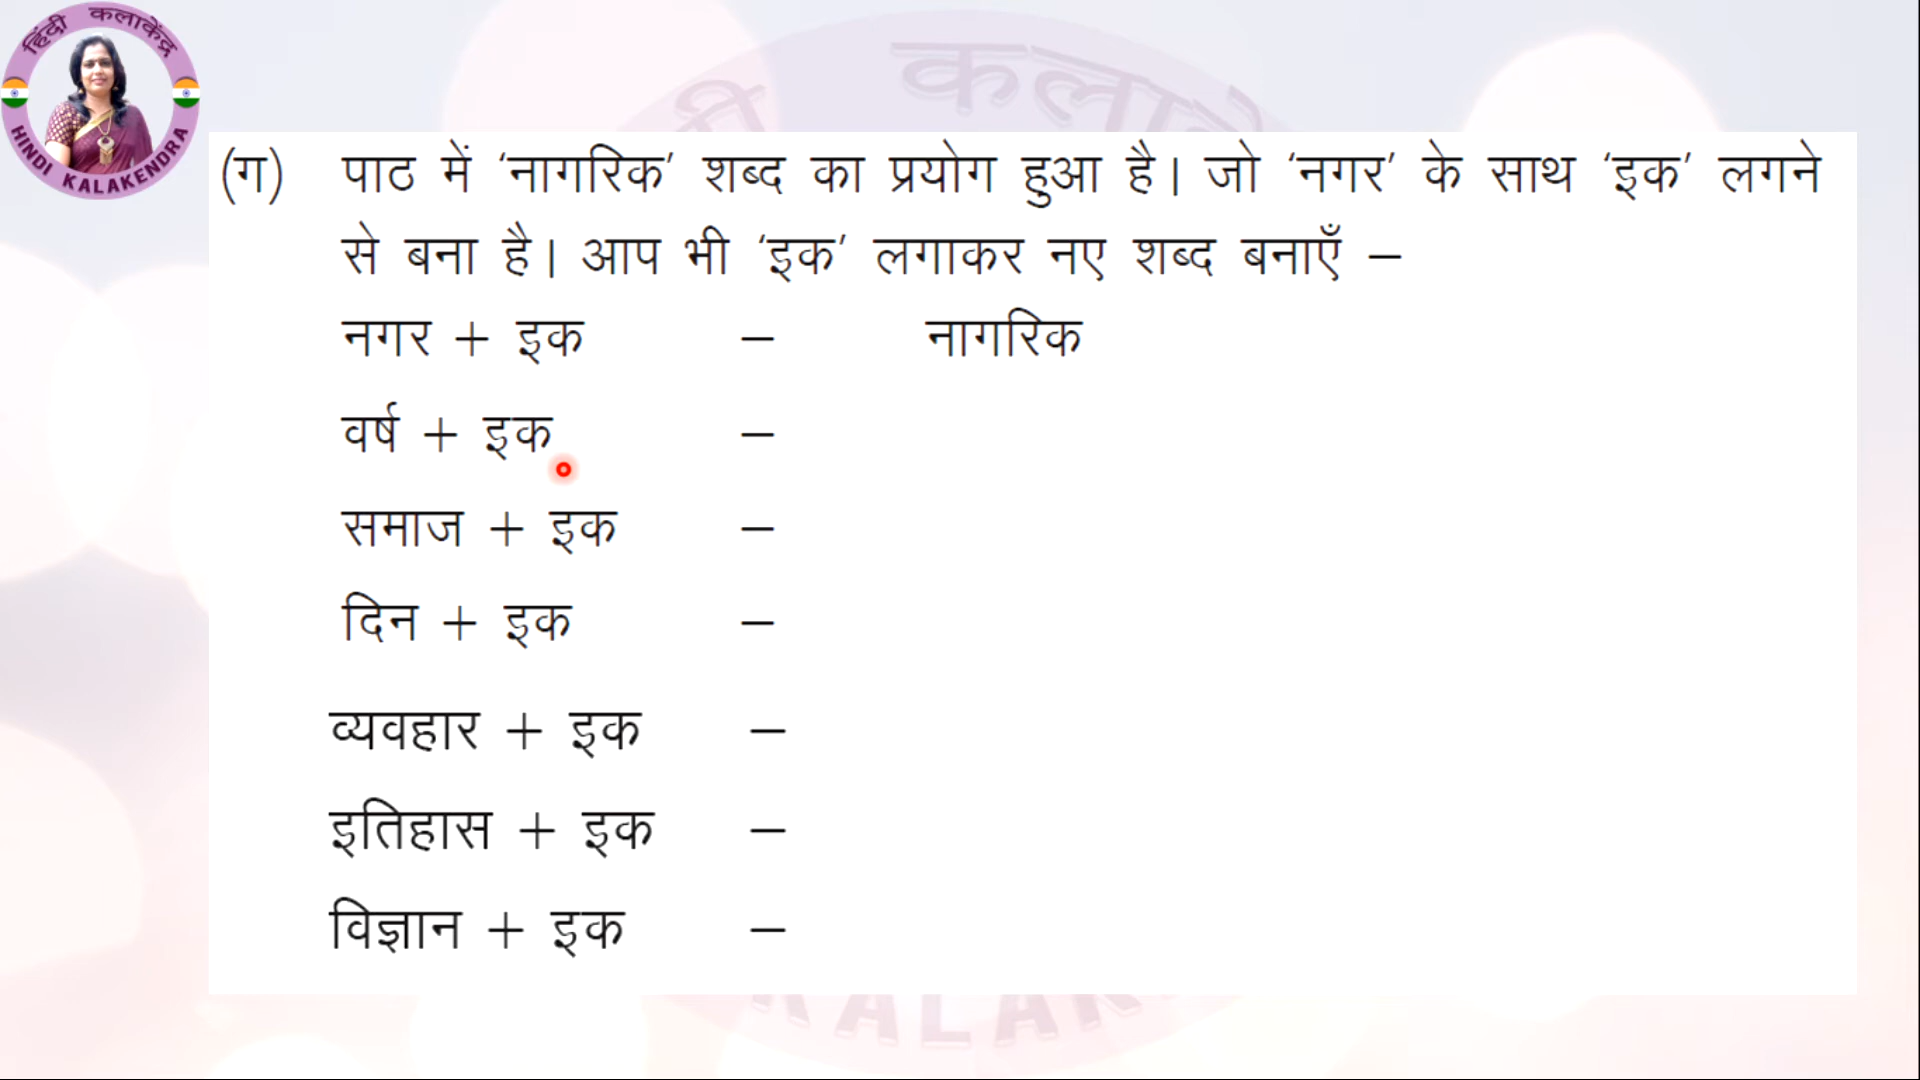 हिंदी कलाकेंद्र
HINDI KALAKENDRA
(ग) पाठ में ‘नागरिक’ शब्द का प्रयोग हुआ है। जो ‘नगर’ के साथ ‘इक’ लगने
से बना है। आप भी ‘इक’ लगाकर नए शब्द बनाएँ –
नगर + इक – नागरिक
वर्ष + इक –
समाज + इक –
दिन + इक –
व्यवहार + इक –
इतिहास + इक –
विज्ञान + इक –